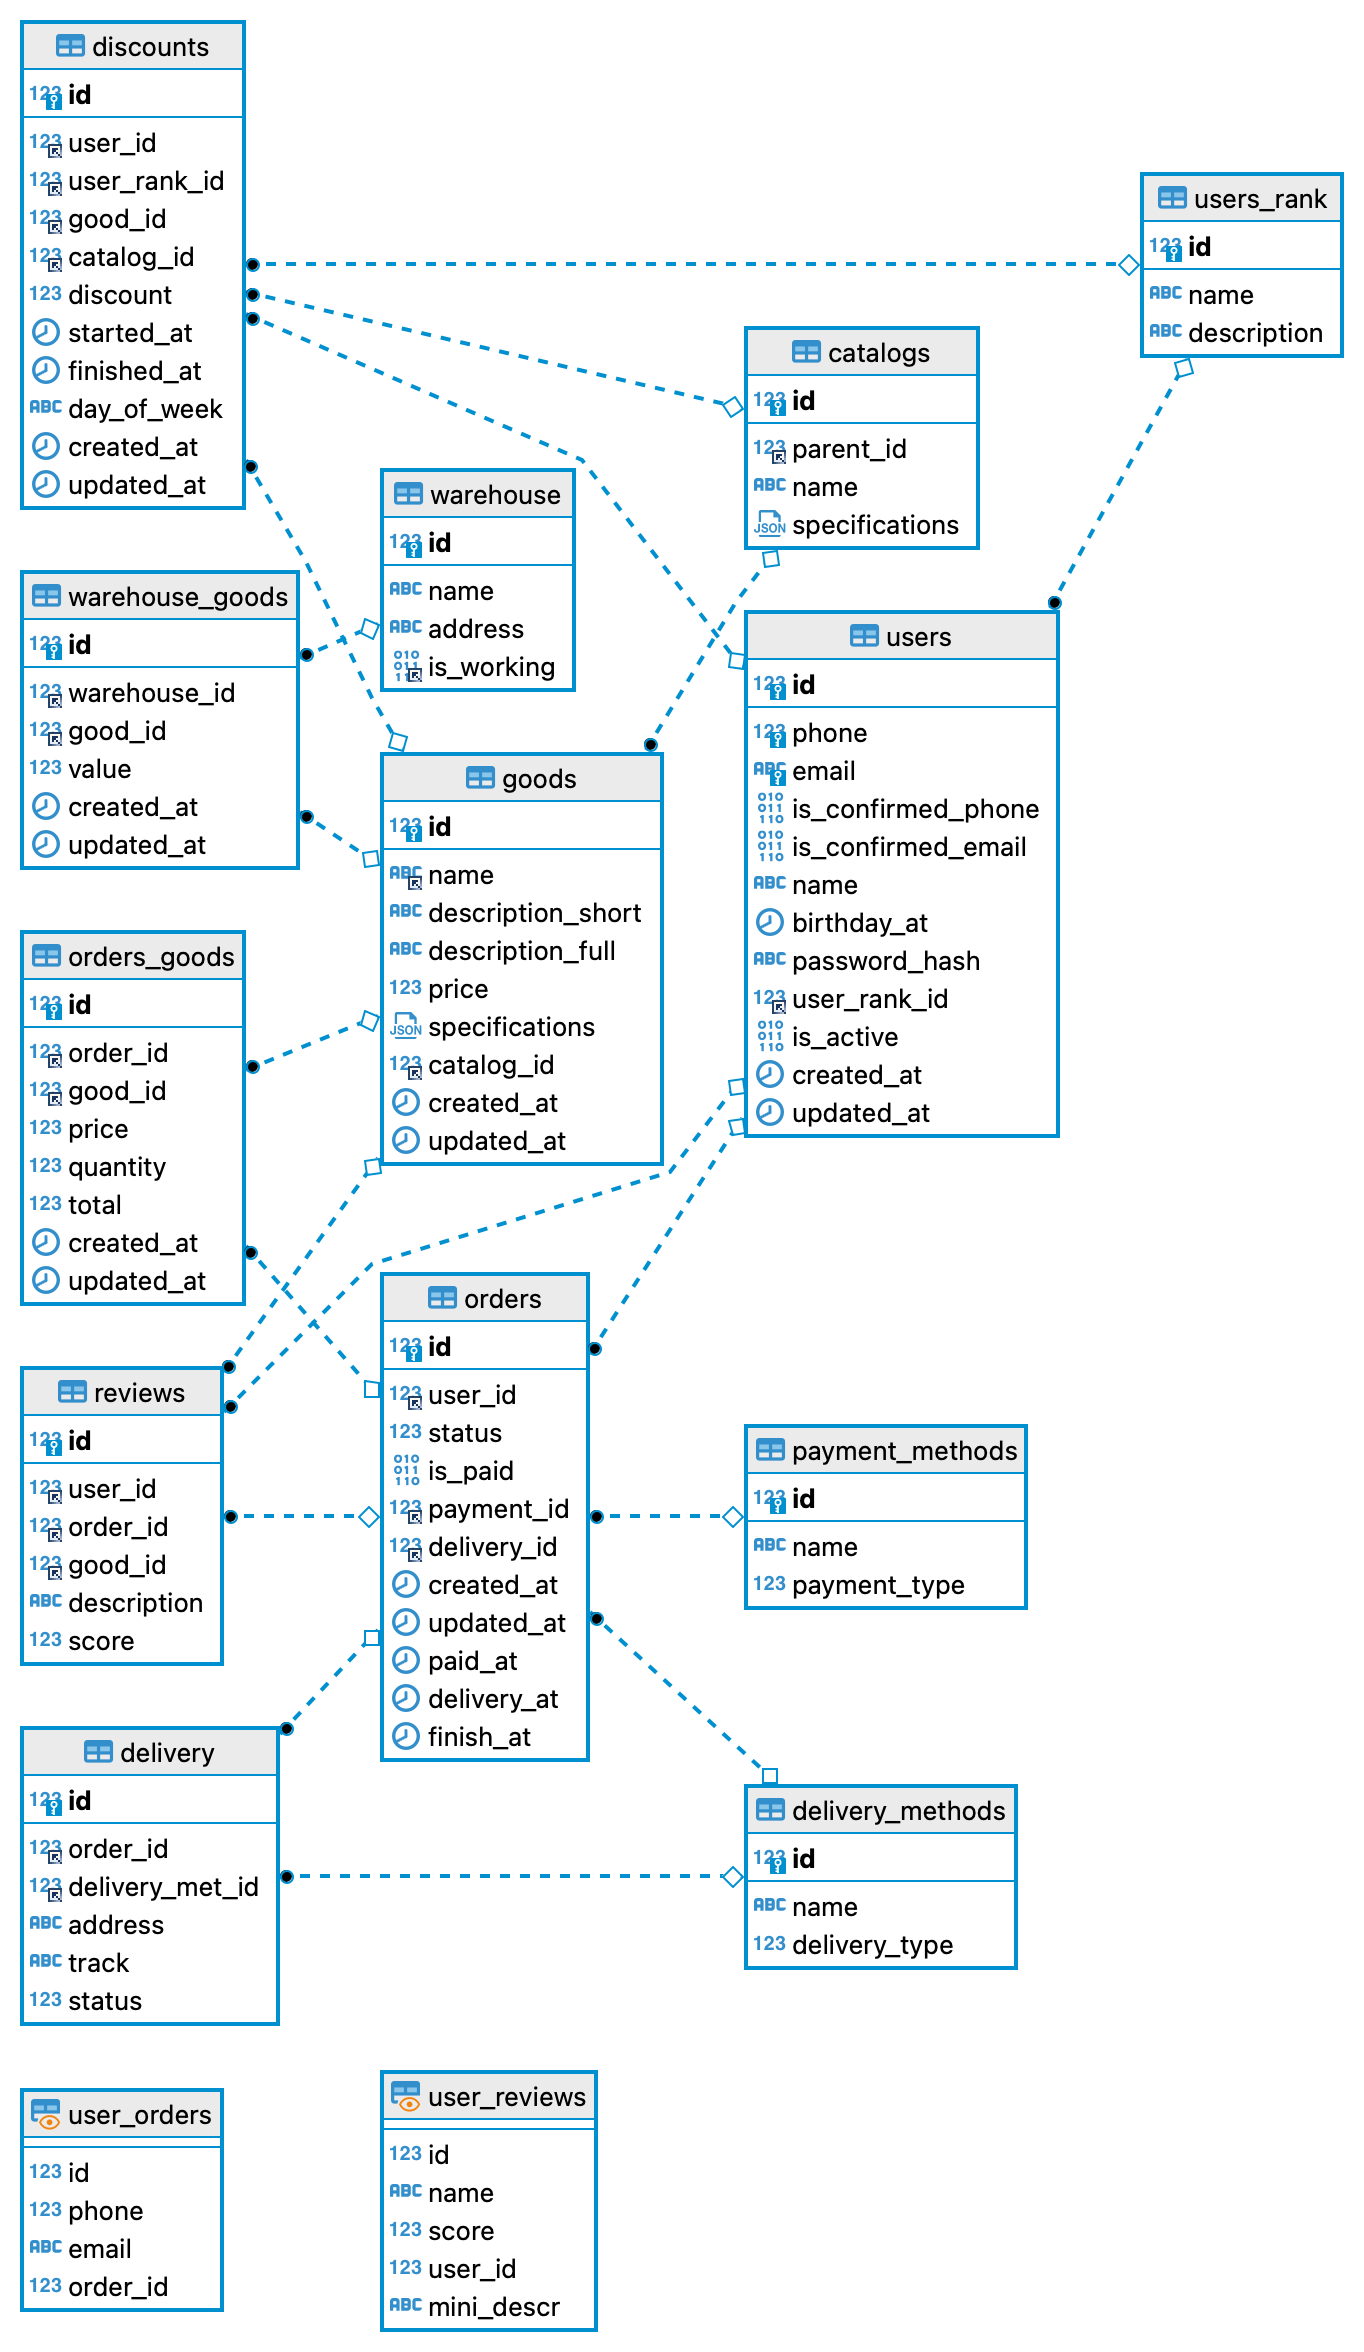 discounts
id
user_id
user_rank_id
good_id
catalog_id
discount
started_at
finished_at
day_of_week
created_at
updated_at
users_rank
id
name
description
catalogs
id
parent_id
name
specifications
warehouse
id
name
address
is_working
warehouse_goods
id
warehouse_id
good_id
value
created_at
updated_at
users
id
phone
email
is_confirmed_phone
is_confirmed_email
name
birthday_at
password_hash
user_rank_id
is_active
created_at
updated_at
goods
id
name
description_short
description_full
price
specifications
catalog_id
created_at
updated_at
orders_goods
id
order_id
good_id
price
quantity
total
created_at
updated_at
orders
id
user_id
status
is_paid
payment_id
delivery_id
created_at
updated_at
paid_at
delivery_at
finish_at
reviews
id
user_id
order_id
good_id
description
score
payment_methods
id
name
payment_type
delivery
id
order_id
delivery_met_id
address
track
status
delivery_methods
id
name
delivery_type
user_orders
id
phone
email
order_id
user_reviews
id
name
score
user_id
mini_descr